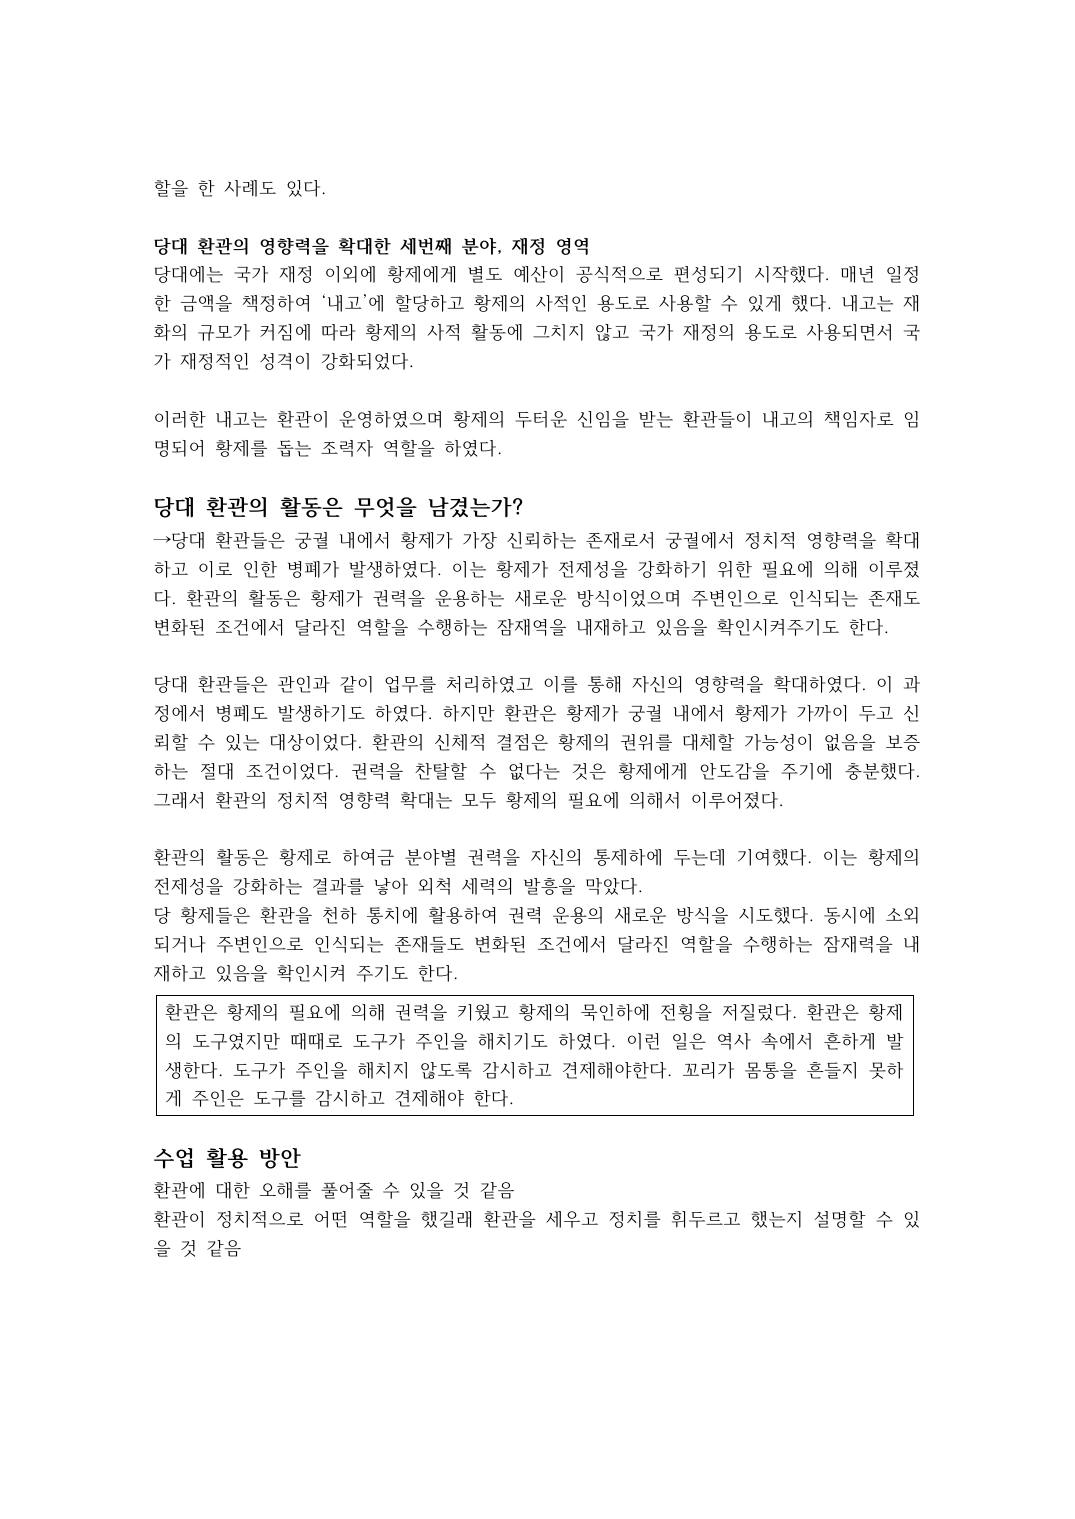 할을 한 사례도 있다.
당대 환관의 영향력을 확대한 세번째 분야, 재정 영역
당대에는 국가 재정 이외에 황제에게 별도 예산이 공식적으로 편성되기 시작했다. 매년 일정
한 금액을 책정하여 ‘내고’에 할당하고 황제의 사적인 용도로 사용할 수 있게 했다. 내고는 재
화의 규모가 커짐에 따라 황제의 사적 활동에 그치지 않고 국가 재정의 용도로 사용되면서 국
가 재정적인 성격이 강화되었다.
이러한 내고는 환관이 운영하였으며 황제의 두터운 신임을 받는 환관들이 내고의 책임자로 임
명되어 황제를 돕는 조력자 역할을 하였다.
당대 환관의 활동은 무엇을 남겼는가?
→당대 환관들은 궁궐 내에서 황제가 가장 신뢰하는 존재로서 궁궐에서 정치적 영향력을 확대
하고 이로 인한 병폐가 발생하였다. 이는 황제가 전제성을 강화하기 위한 필요에 의해 이루졌
다. 환관의 활동은 황제가 권력을 운용하는 새로운 방식이었으며 주변인으로 인식되는 존재도
변화된 조건에서 달라진 역할을 수행하는 잠재역을 내재하고 있음을 확인시켜주기도 한다.
당대 환관들은 관인과 같이 업무를 처리하였고 이를 통해 자신의 영향력을 확대하였다. 이 과
정에서 병폐도 발생하기도 하였다. 하지만 환관은 황제가 궁궐 내에서 황제가 가까이 두고 신
뢰할 수 있는 대상이었다. 환관의 신체적 결점은 황제의 권위를 대체할 가능성이 없음을 보증
하는 절대 조건이었다. 권력을 찬탈할 수 없다는 것은 황제에게 안도감을 주기에 충분했다.
그래서 환관의 정치적 영향력 확대는 모두 황제의 필요에 의해서 이루어졌다.
환관의 활동은 황제로 하여금 분야별 권력을 자신의 통제하에 두는데 기여했다. 이는 황제의
전제성을 강화하는 결과를 낳아 외척 세력의 발흥을 막았다.
당 황제들은 환관을 천하 통치에 활용하여 권력 운용의 새로운 방식을 시도했다. 동시에 소외
되거나 주변인으로 인식되는 존재들도 변화된 조건에서 달라진 역할을 수행하는 잠재력을 내
재하고 있음을 확인시켜 주기도 한다.
환관은 황제의 필요에 의해 권력을 키웠고 황제의 묵인하에 전횡을 저질렀다. 환관은 황제
의 도구였지만 때때로 도구가 주인을 해치기도 하였다. 이런 일은 역사 속에서 흔하게 발
생한다. 도구가 주인을 해치지 않도록 감시하고 견제해야한다. 꼬리가 몸통을 흔들지 못하
게 주인은 도구를 감시하고 견제해야 한다.
수업 활용 방안
환관에 대한 오해를 풀어줄 수 있을 것 같음
환관이 정치적으로 어떤 역할을 했길래 환관을 세우고 정치를 휘두르고 했는지 설명할 수 있
을 것 같음